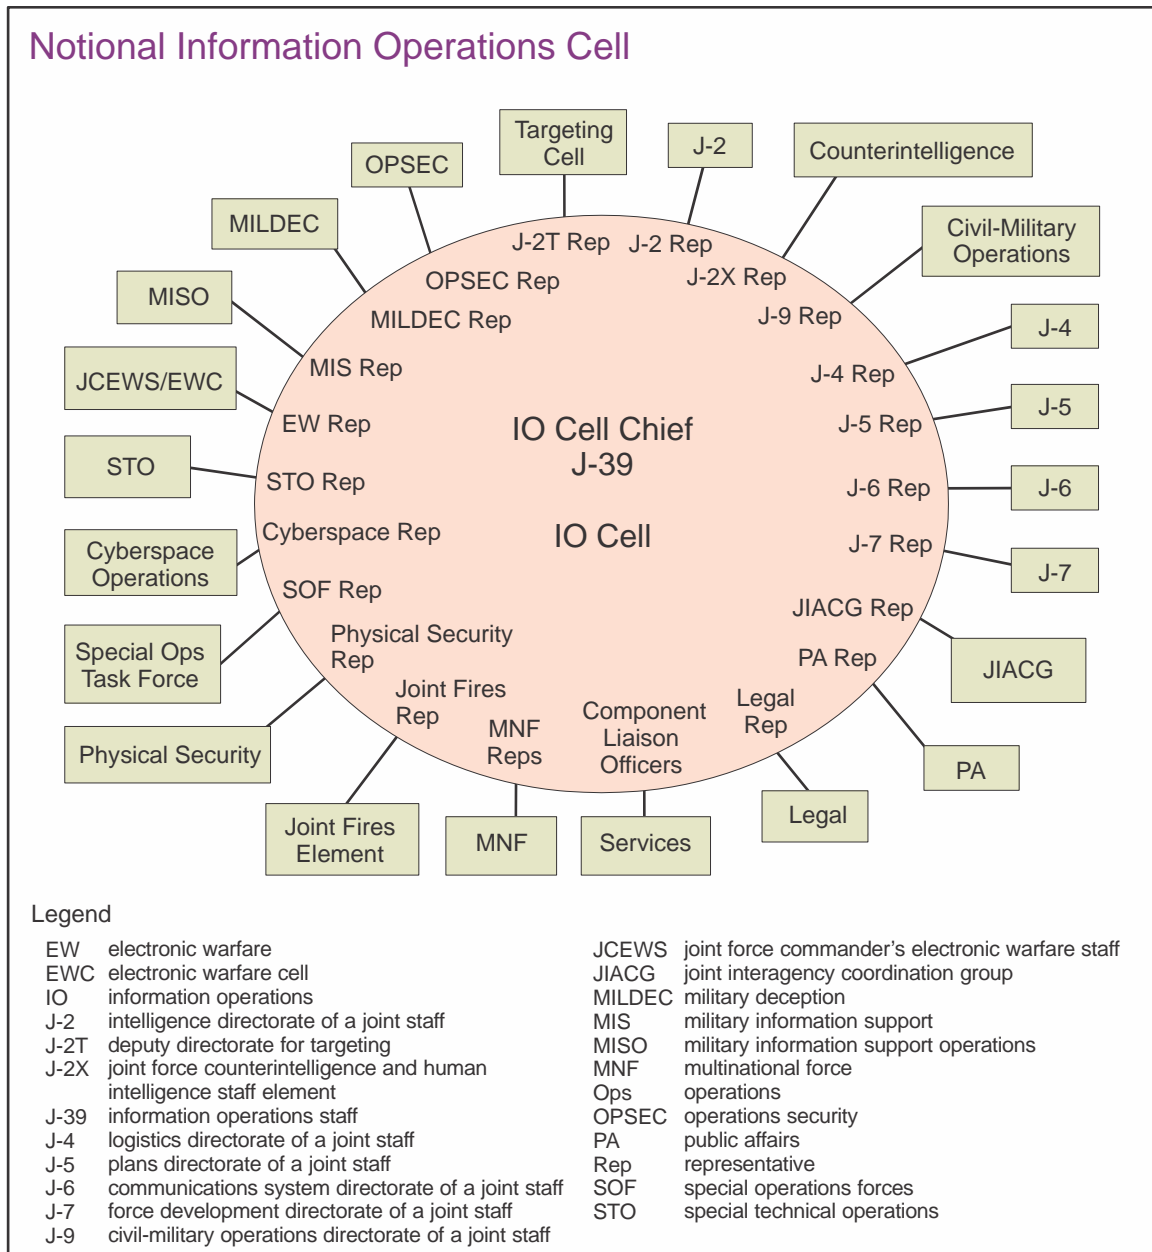 Notional Information Operations Cell
Targeting
Cell
J-2
Counterintelligence
OPSEC
MILDEC
Civil-Military
Operations
MISO
J-4
JCEWS/EWC
J-5
STO
J-6
Cyberspace
Operations
J-7
Special Ops
Task Force
JIACG
Physical Security
PA
Joint Fires
Element
MNF
Services
Legal
J-2T Rep
J-2 Rep
OPSEC Rep
J-2X Rep
MILDEC Rep
J-9 Rep
MIS Rep
J-4 Rep
EW Rep
J-5 Rep
IO Cell Chief
J-39
STO Rep
J-6 Rep
Cyberspace Rep
IO Cell
J-7 Rep
SOF Rep
JIACG Rep
Physical Security
Rep
PA Rep
Joint Fires
Rep
MNF
Reps
Component
Liaison
Officers
Legal
Rep
Legend
EW electronic warfare
EWC electronic warfare cell
IO information operations
J-2 intelligence directorate of a joint staff
J-2T deputy directorate for targeting
J-2X joint force counterintelligence and human
intelligence staff element
J-39 information operations staff
J-4 logistics directorate of a joint staff
J-5 plans directorate of a joint staff
J-6 communications system directorate of a joint staff
J-7 force development directorate of a joint staff
J-9 civil-military operations directorate of a joint staff
JCEWS joint force commander’s electronic warfare staff
JIACG joint interagency coordination group
MILDEC military deception
MIS military information support
MISO military information support operations
MNF multinational force
Ops operations
OPSEC operations security
PA public affairs
Rep representative
SOF special operations forces
STO special technical operations